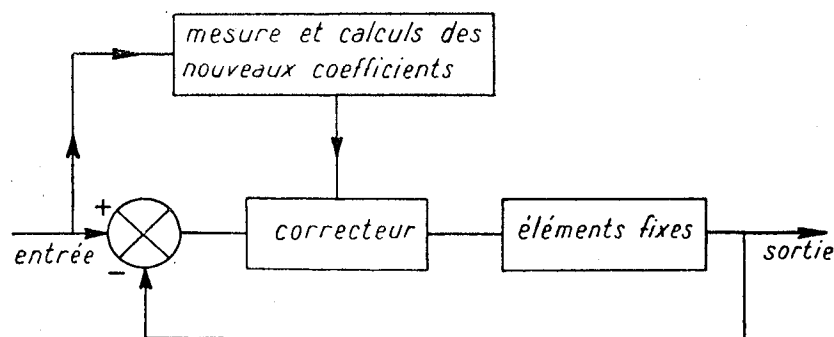 mesure et calculs des
nouveaux coefficients
+
correcteur
éléments fixes
entrée
−
sortie